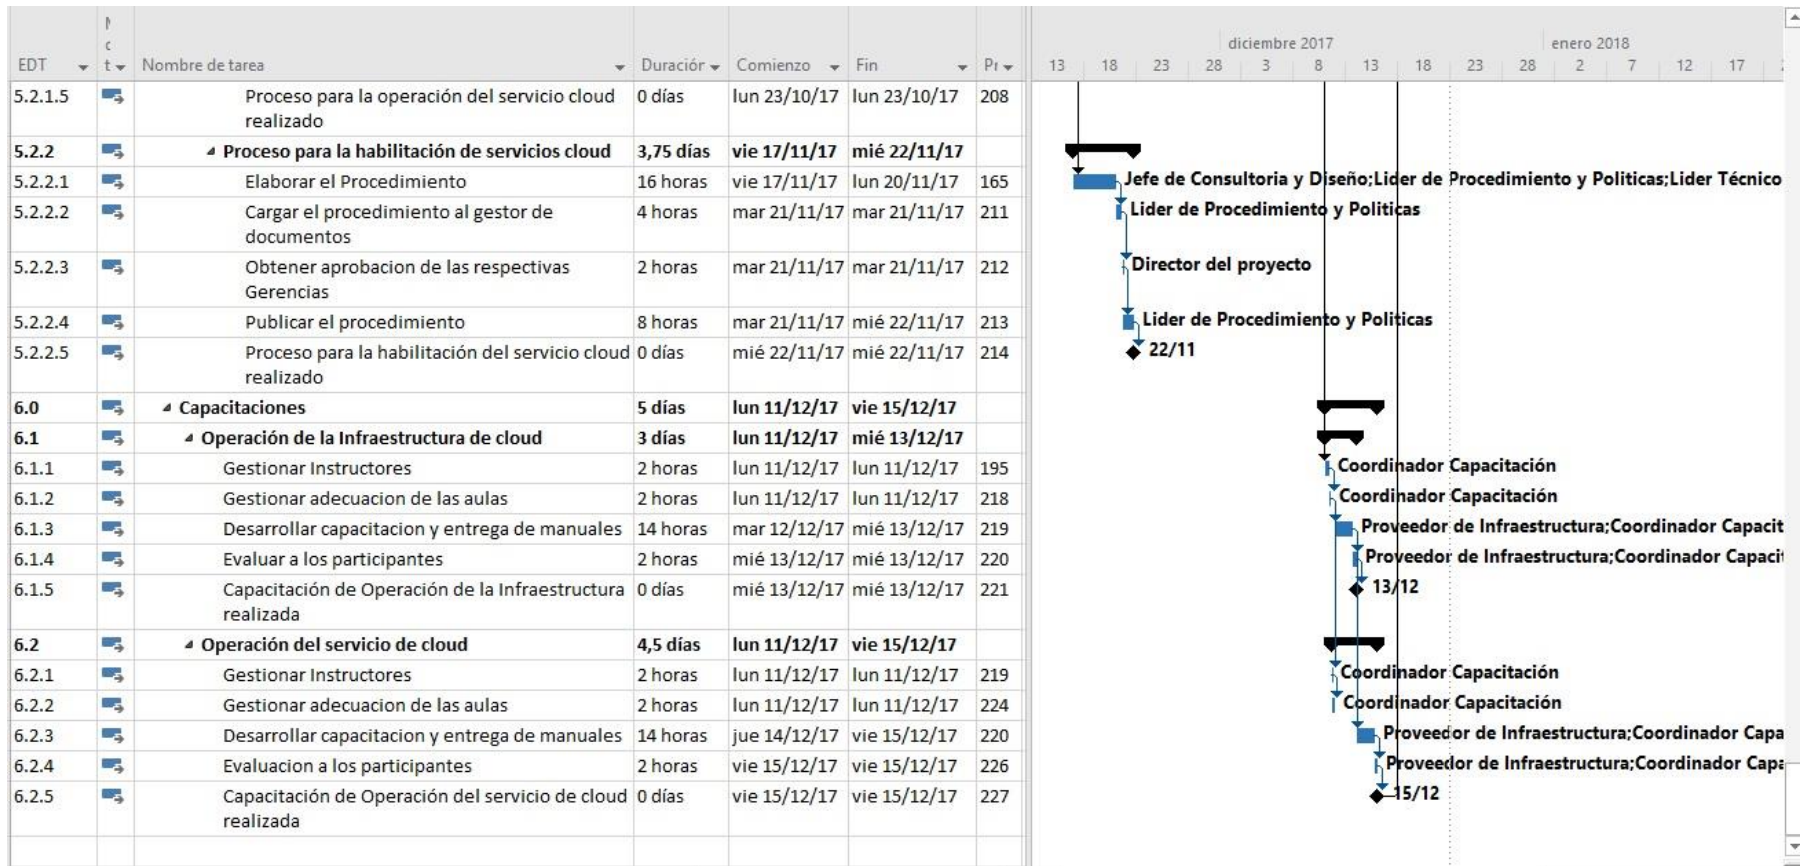 diciembre 2017 enero 2018
EDT Nombre de tarea Duración Comienzo Fin Pr 13 18 23 28 3 8 13 18 23 28 2 7 12 17
5.2.1.5 Proceso para la operación del servicio cloud 0 días lun 23/10/17 lun 23/10/17 208
realizado
5.2.2 Proceso para la habilitación de servicios cloud 3,75 días vie 17/11/17 mié 22/11/17
5.2.2.1 Elaborar el Procedimiento 16 horas vie 17/11/17 lun 20/11/17 165 Jefe de Consultoria y Diseño;Lider de Procedimiento y Politicas;Lider Técnico
5.2.2.2 Cargar el procedimiento al gestor de 4 horas mar 21/11/17 mar 21/11/17 211 Lider de Procedimiento y Politicas
documentos
5.2.2.3 Obtener aprobacion de las respectivas 2 horas mar 21/11/17 mar 21/11/17 212 Director del proyecto
Gerencias
5.2.2.4 Publicar el procedimiento 8 horas mar 21/11/17 mié 22/11/17 213 Lider de Procedimiento y Politicas
5.2.2.5 Proceso para la habilitación del servicio cloud 0 días mié 22/11/17 mié 22/11/17 214 22/11
realizado
6.0 Capacitaciones 5 días lun 11/12/17 vie 15/12/17
6.1 Operación de la Infraestructura de cloud 3 días lun 11/12/17 mié 13/12/17
6.1.1 Gestionar Instructores 2 horas lun 11/12/17 lun 11/12/17 195 Coordinador Capacitación
6.1.2 Gestionar adecuacion de las aulas 2 horas lun 11/12/17 lun 11/12/17 218 Coordinador Capacitación
6.1.3 Desarrollar capacitacion y entrega de manuales 14 horas mar 12/12/17 mié 13/12/17 219 Proveedor de Infraestructura;Coordinador Capacit
6.1.4 Evaluar a los participantes 2 horas mié 13/12/17 mié 13/12/17 220 Proveedor de Infraestructura;Coordinador Capacit
6.1.5 Capacitación de Operación de la Infraestructura 0 días mié 13/12/17 mié 13/12/17 221 13/12
realizada
6.2 Operación del servicio de cloud 4,5 días lun 11/12/17 vie 15/12/17
6.2.1 Gestionar Instructores 2 horas lun 11/12/17 lun 11/12/17 219 Coordinador Capacitación
6.2.2 Gestionar adecuacion de las aulas 2 horas lun 11/12/17 lun 11/12/17 224 Coordinador Capacitación
6.2.3 Desarrollar capacitacion y entrega de manuales 14 horas jue 14/12/17 vie 15/12/17 220 Proveedor de Infraestructura;Coordinador Capa
6.2.4 Evaluacion a los participantes 2 horas vie 15/12/17 vie 15/12/17 226 Proveedor de Infraestructura;Coordinador Capa
6.2.5 Capacitación de Operación del servicio de cloud 0 días vie 15/12/17 vie 15/12/17 227 15/12
realizada